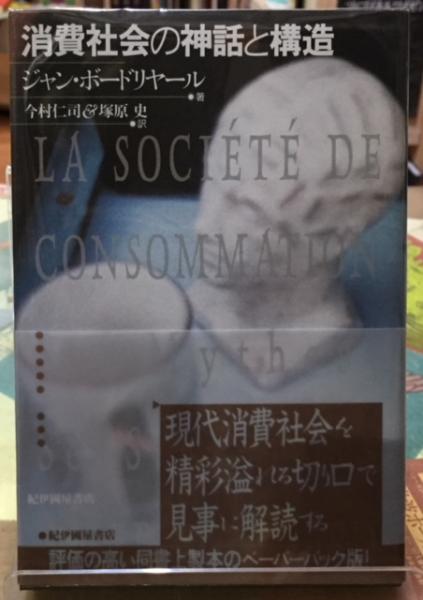 消費社会の神話と構造
ジャン・ボードリヤール
●著
今村仁司&塚原 史
●訳
LA SOCIÉTÉ DE
CONSOMMATION
現代消費社会を
精彩溢れる切り口で
見事に解読する
紀伊國屋書店
●紀伊國屋書店
評価の高い同書上製本のペーパーバック版!